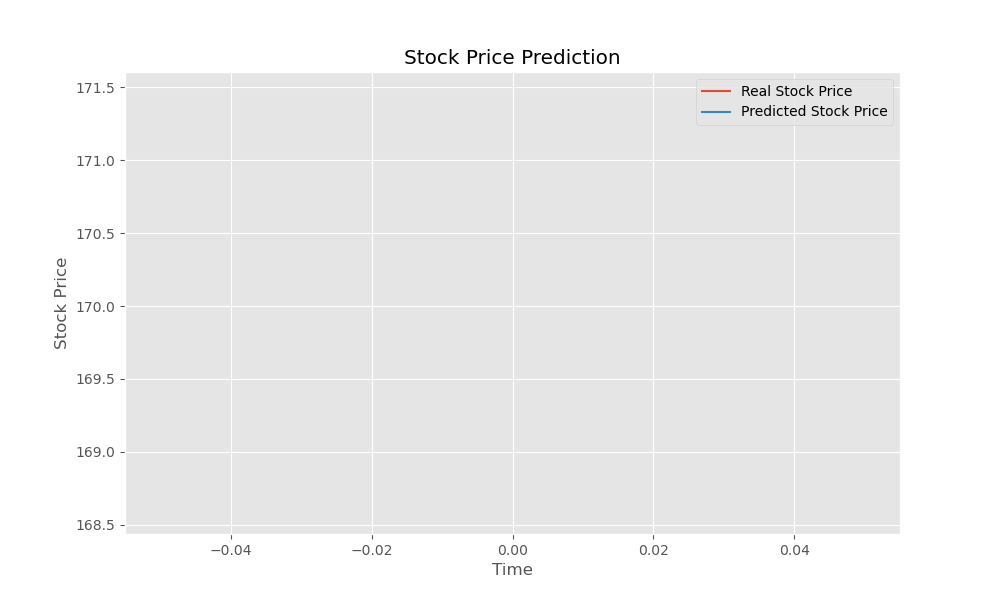 Stock Price Prediction
Real Stock Price
Predicted Stock Price
171.5
171.0
170.5
170.0
169.5
169.0
168.5
Stock Price
−0.04
−0.02
0.00
0.02
0.04
Time